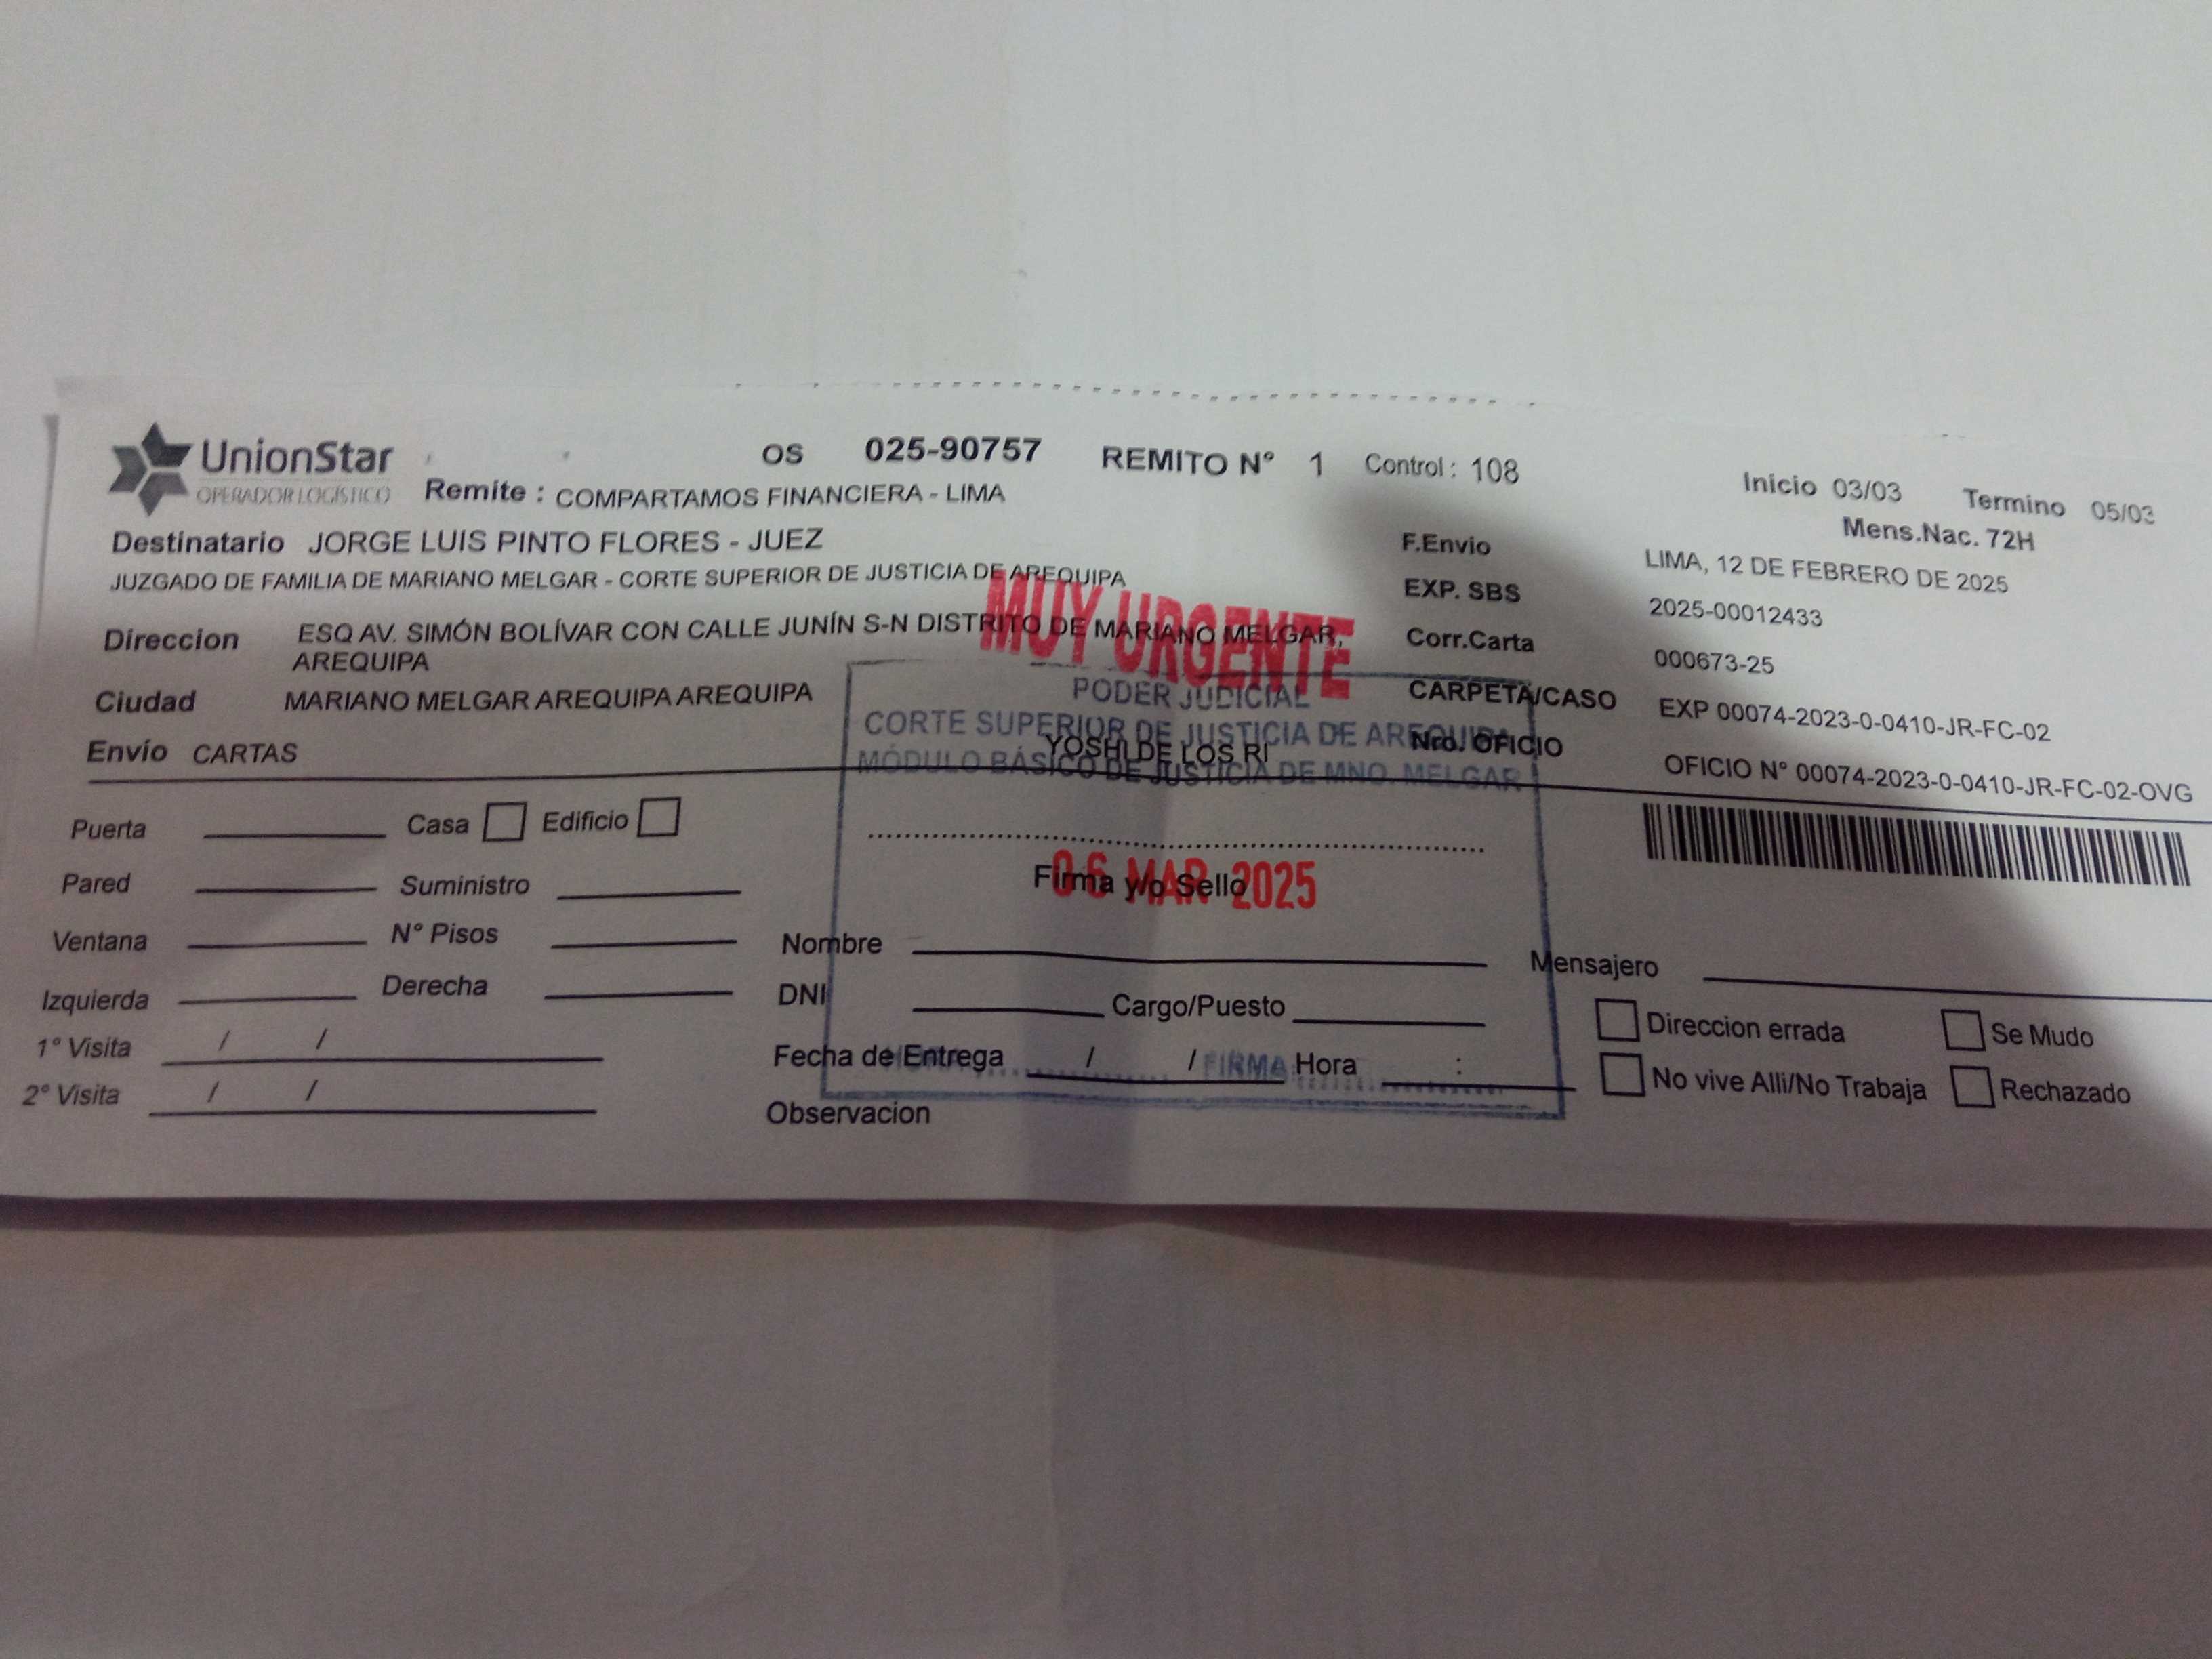 UnionStar OS 025-90757 REMITO N° 1 Control : 108
OPERADOR LOGÍSTICO Remite : COMPARTAMOS FINANCIERA - LIMA
Inicio 03/03 Termino 05/03
Mens.Nac. 72H
Destinatario JORGE LUIS PINTO FLORES - JUEZ
F.Envio LIMA, 12 DE FEBRERO DE 2025
JUZGADO DE FAMILIA DE MARIANO MELGAR - CORTE SUPERIOR DE JUSTICIA DE AREQUIPA
EXP. SBS 2025-00012433
MUY URGENTE
Direccion ESQ AV. SIMÓN BOLÍVAR CON CALLE JUNÍN S-N DISTRITO DE MARIANO MELGAR,
AREQUIPA
Corr.Carta 000673-25
Ciudad MARIANO MELGAR AREQUIPA AREQUIPA
CARPETA/CASO EXP 00074-2023-0-0410-JR-FC-02
Envío CARTAS
YOSHI DE LOS RI
Nro. OFICIO OFICIO N° 00074-2023-0-0410-JR-FC-02-OVG
PODER JUDICIAL
CORTE SUPERIOR DE JUSTICIA DE AREQUIPA
MÓDULO BÁSICO DE JUSTICIA DE MNO. MELGAR
06 MAR 2025
FIRMA
Puerta Casa Edificio
Pared Suministro
Ventana N° Pisos
Izquierda Derecha
1° Visita / /
2° Visita / /
Firma y/o Sello
Nombre
DNI Cargo/Puesto
Fecha de Entrega / / Hora :
Observacion
Mensajero
Direccion errada Se Mudo
No vive Alli/No Trabaja Rechazado